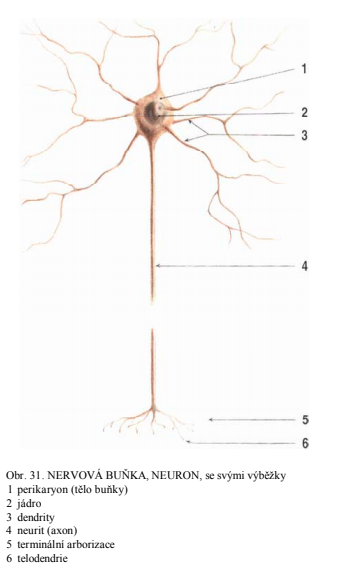 1
2
3
4
5
6
Obr. 31. NERVOVÁ BUŇKA, NEURON, se svými výběžky
1 perikaryon (tělo buňky)
2 jádro
3 dendrity
4 neurit (axon)
5 terminální arborizace
6 telodendrie